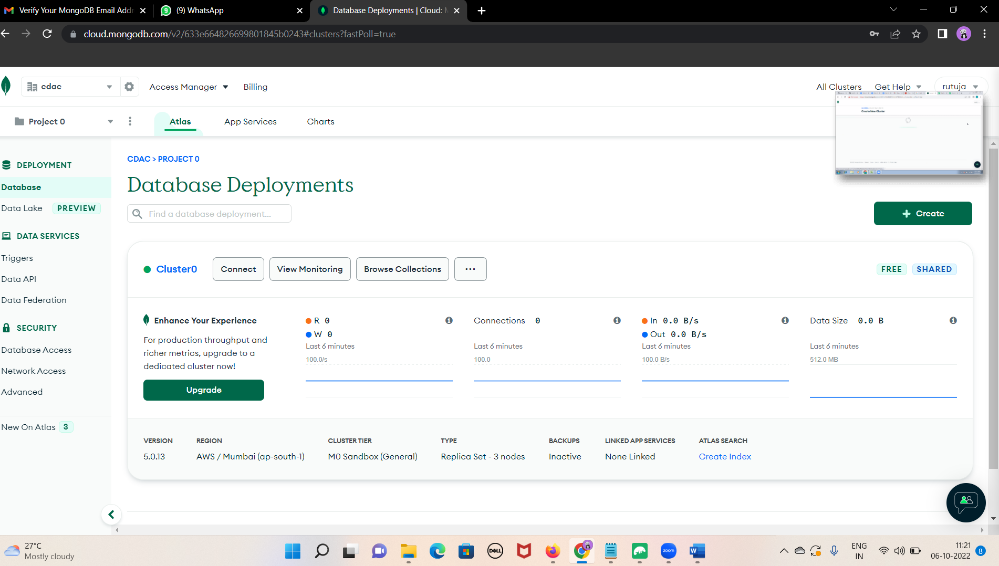 Verify Your MongoDB Email Addr
(9) WhatsApp
Database Deployments | Cloud: M
cloud.mongodb.com/v2/633e664826699801845b0243#clusters?fastPoll=true
cdac
Access Manager
Billing
All Clusters
Get Help
rutuja
Project 0
Atlas
App Services
Charts
Create New Cluster
DEPLOYMENT
Database
Data Lake PREVIEW
DATA SERVICES
Triggers
Data API
Data Federation
SECURITY
Database Access
Network Access
Advanced
New On Atlas 3
CDAC > PROJECT 0
Database Deployments
Find a database deployment...
+ Create
Cluster0
Connect
View Monitoring
Browse Collections
...
FREE
SHARED
Enhance Your Experience
For production throughput and
richer metrics, upgrade to a
dedicated cluster now!
Upgrade
R 0
W 0
Last 6 minutes
100.0/s
Connections 0
Last 6 minutes
100.0
In 0.0 B/s
Out 0.0 B/s
Last 6 minutes
100.0 B/s
Data Size 0.0 B
Last 6 minutes
512.0 MB
VERSION
5.0.13
REGION
AWS / Mumbai (ap-south-1)
CLUSTER TIER
M0 Sandbox (General)
TYPE
Replica Set - 3 nodes
BACKUPS
Inactive
LINKED APP SERVICES
None Linked
ATLAS SEARCH
Create Index
27°C
Mostly cloudy
DELL
zoom
W
ENG
IN
11:21
06-10-2022
8